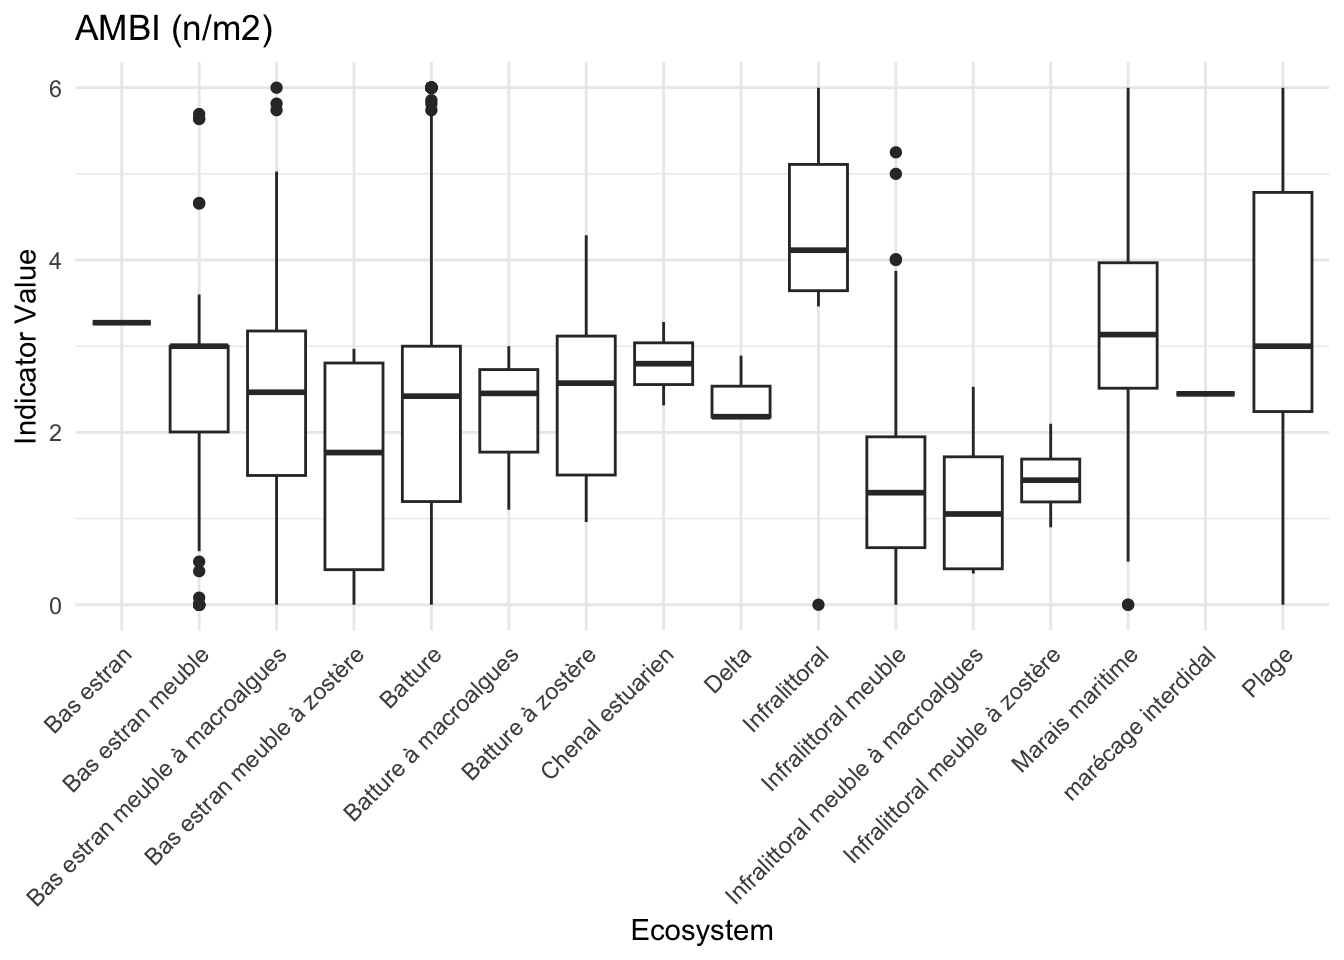 AMBI (n/m2)
Indicator Value
6
4
2
0
Bas estran
Bas estran meuble
Bas estran meuble à macroalgues
Bas estran meuble à zostère
Batture
Batture à macroalgues
Batture à zostère
Chenal estuarien
Delta
Infralittoral
Infralittoral meuble
Infralittoral meuble à macroalgues
Infralittoral meuble à zostère
Marais maritime
marécage interdidal
Plage
Ecosystem